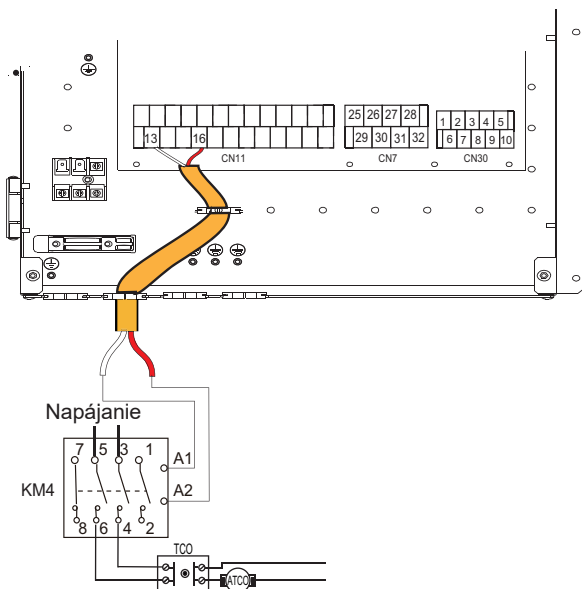 25 26 27 28
1 2 3 4 5
13 16
29 30 31 32
6 7 8 9 10
CN11
CN7
CN30
Napájanie
7 5 3 1
A1
KM4
A2
8 6 4 2
TCO
ATCO